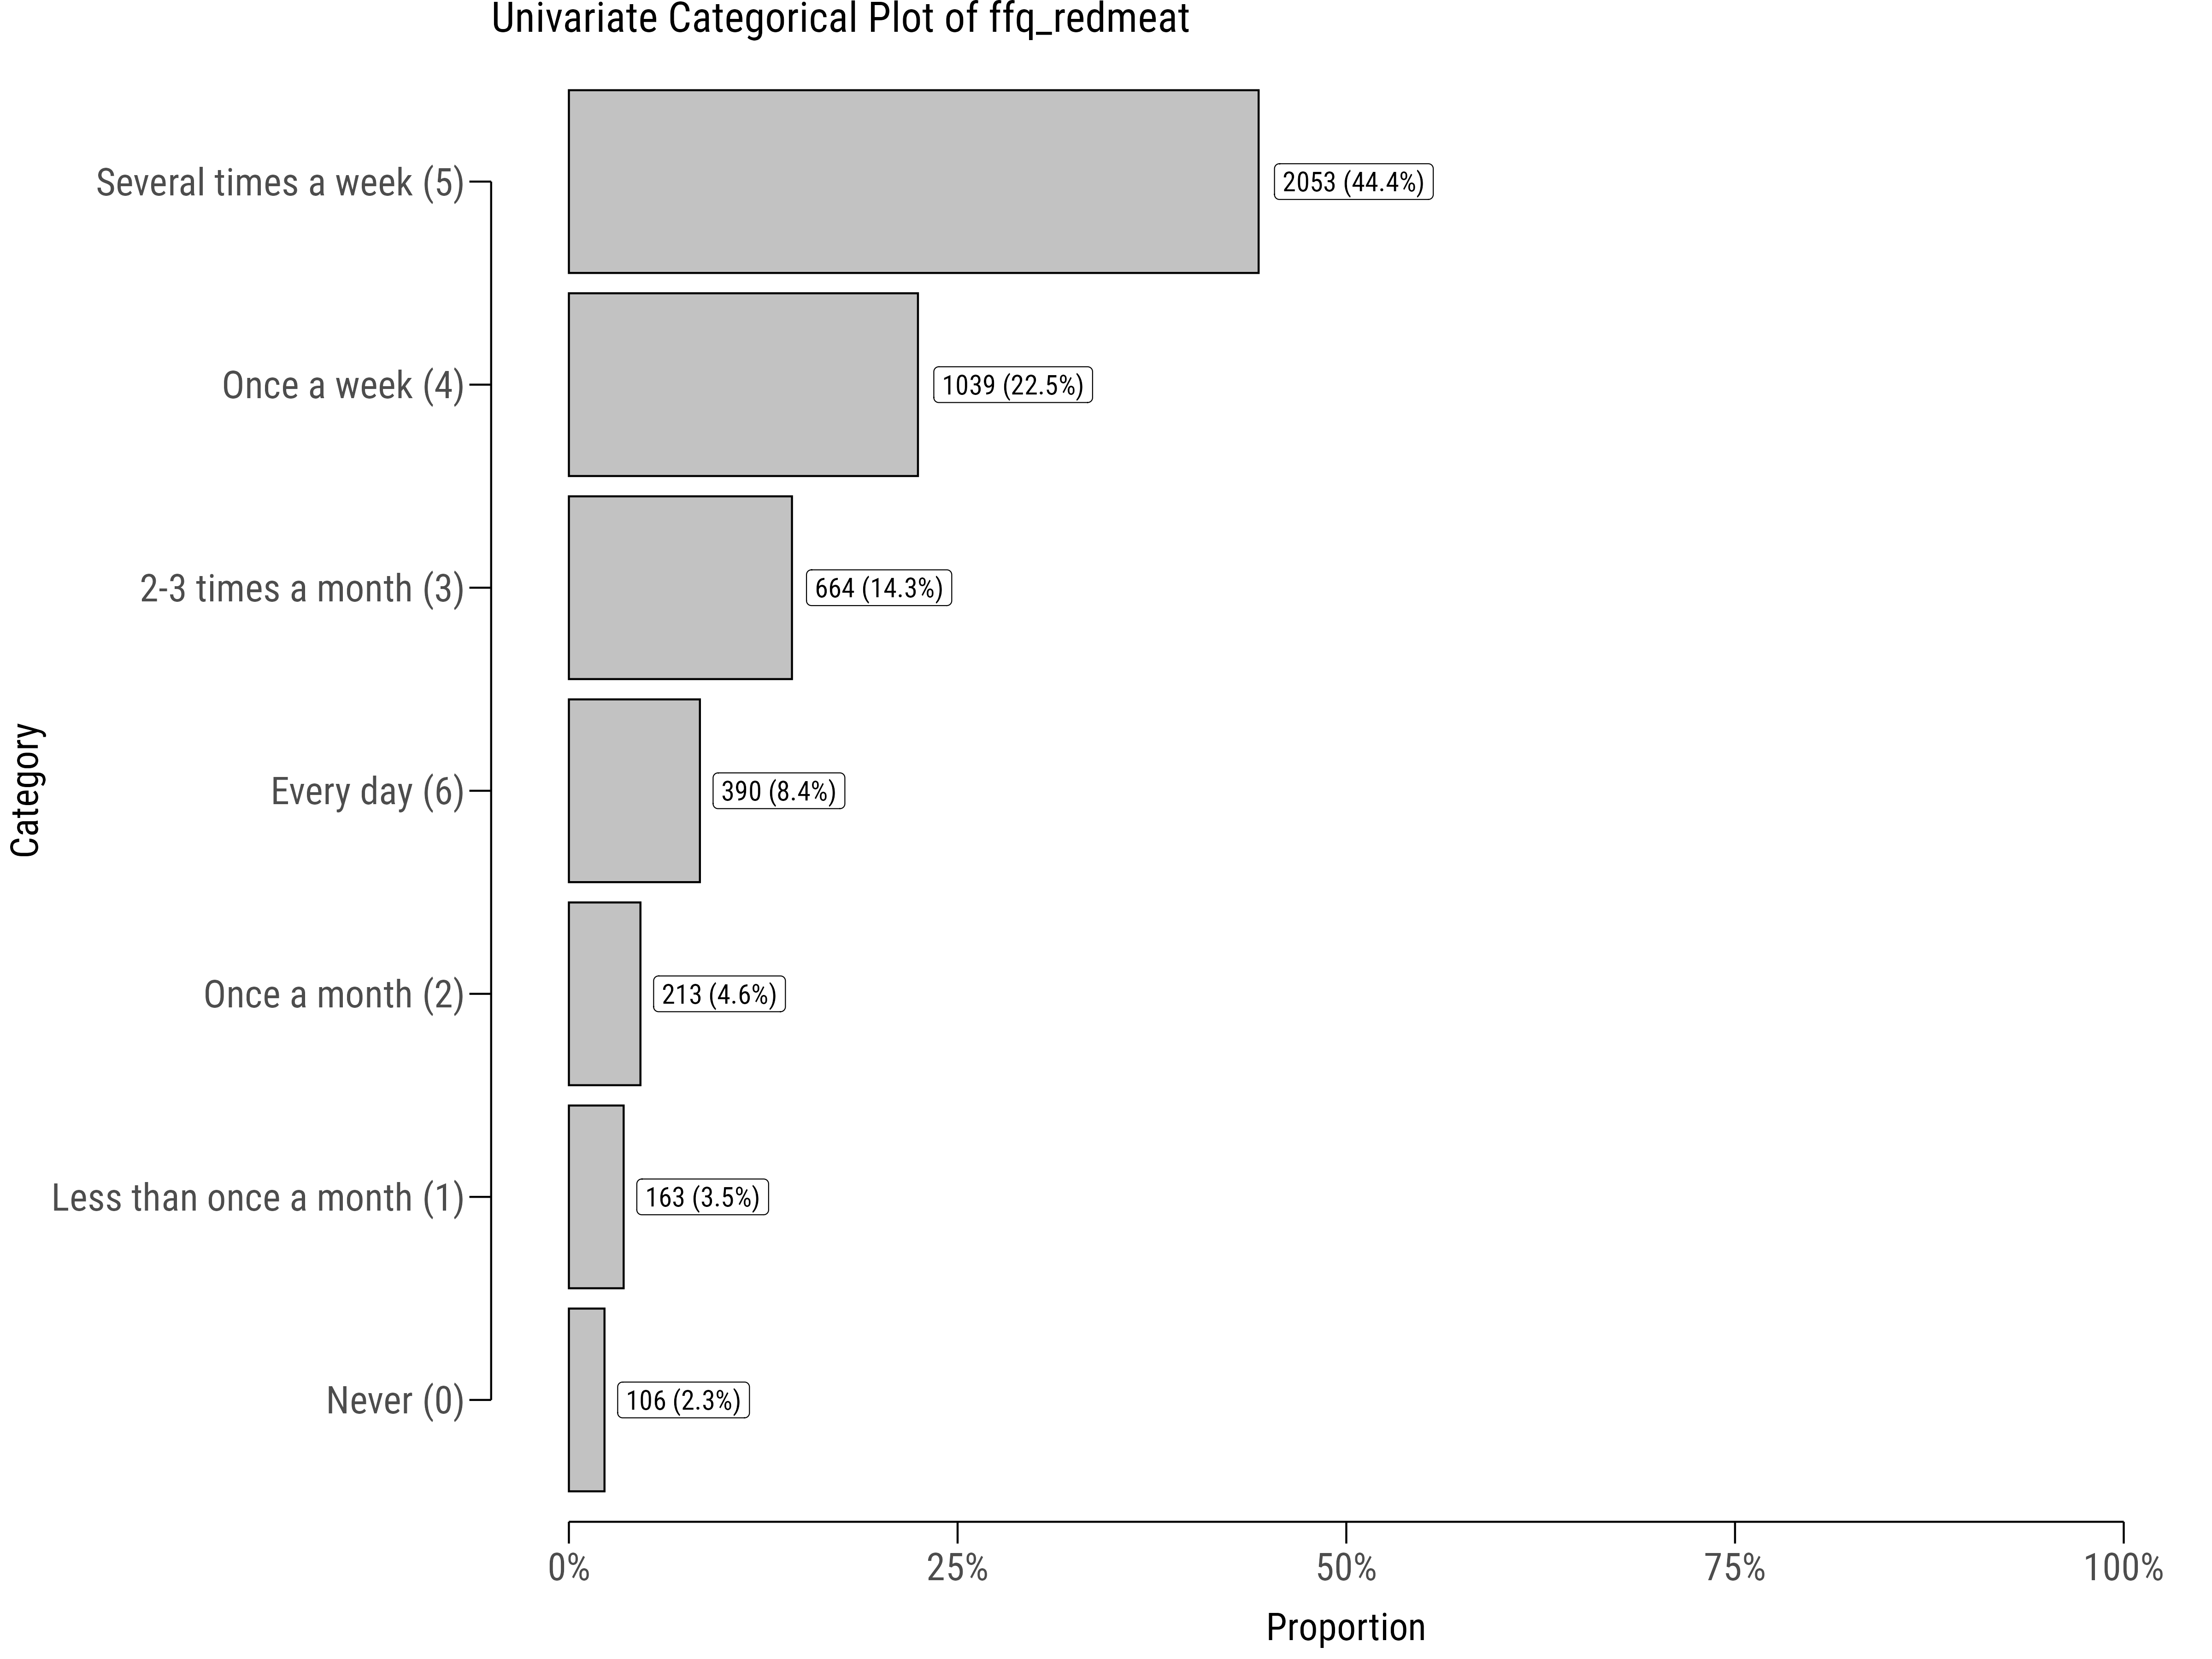 Univariate Categorical Plot of ffq_redmeat
Several times a week (5)
2053 (44.4%)
Once a week (4)
1039 (22.5%)
2-3 times a month (3)
664 (14.3%)
Every day (6)
390 (8.4%)
Once a month (2)
213 (4.6%)
Less than once a month (1)
163 (3.5%)
Never (0)
106 (2.3%)
Category
0%
25%
50%
75%
100%
Proportion